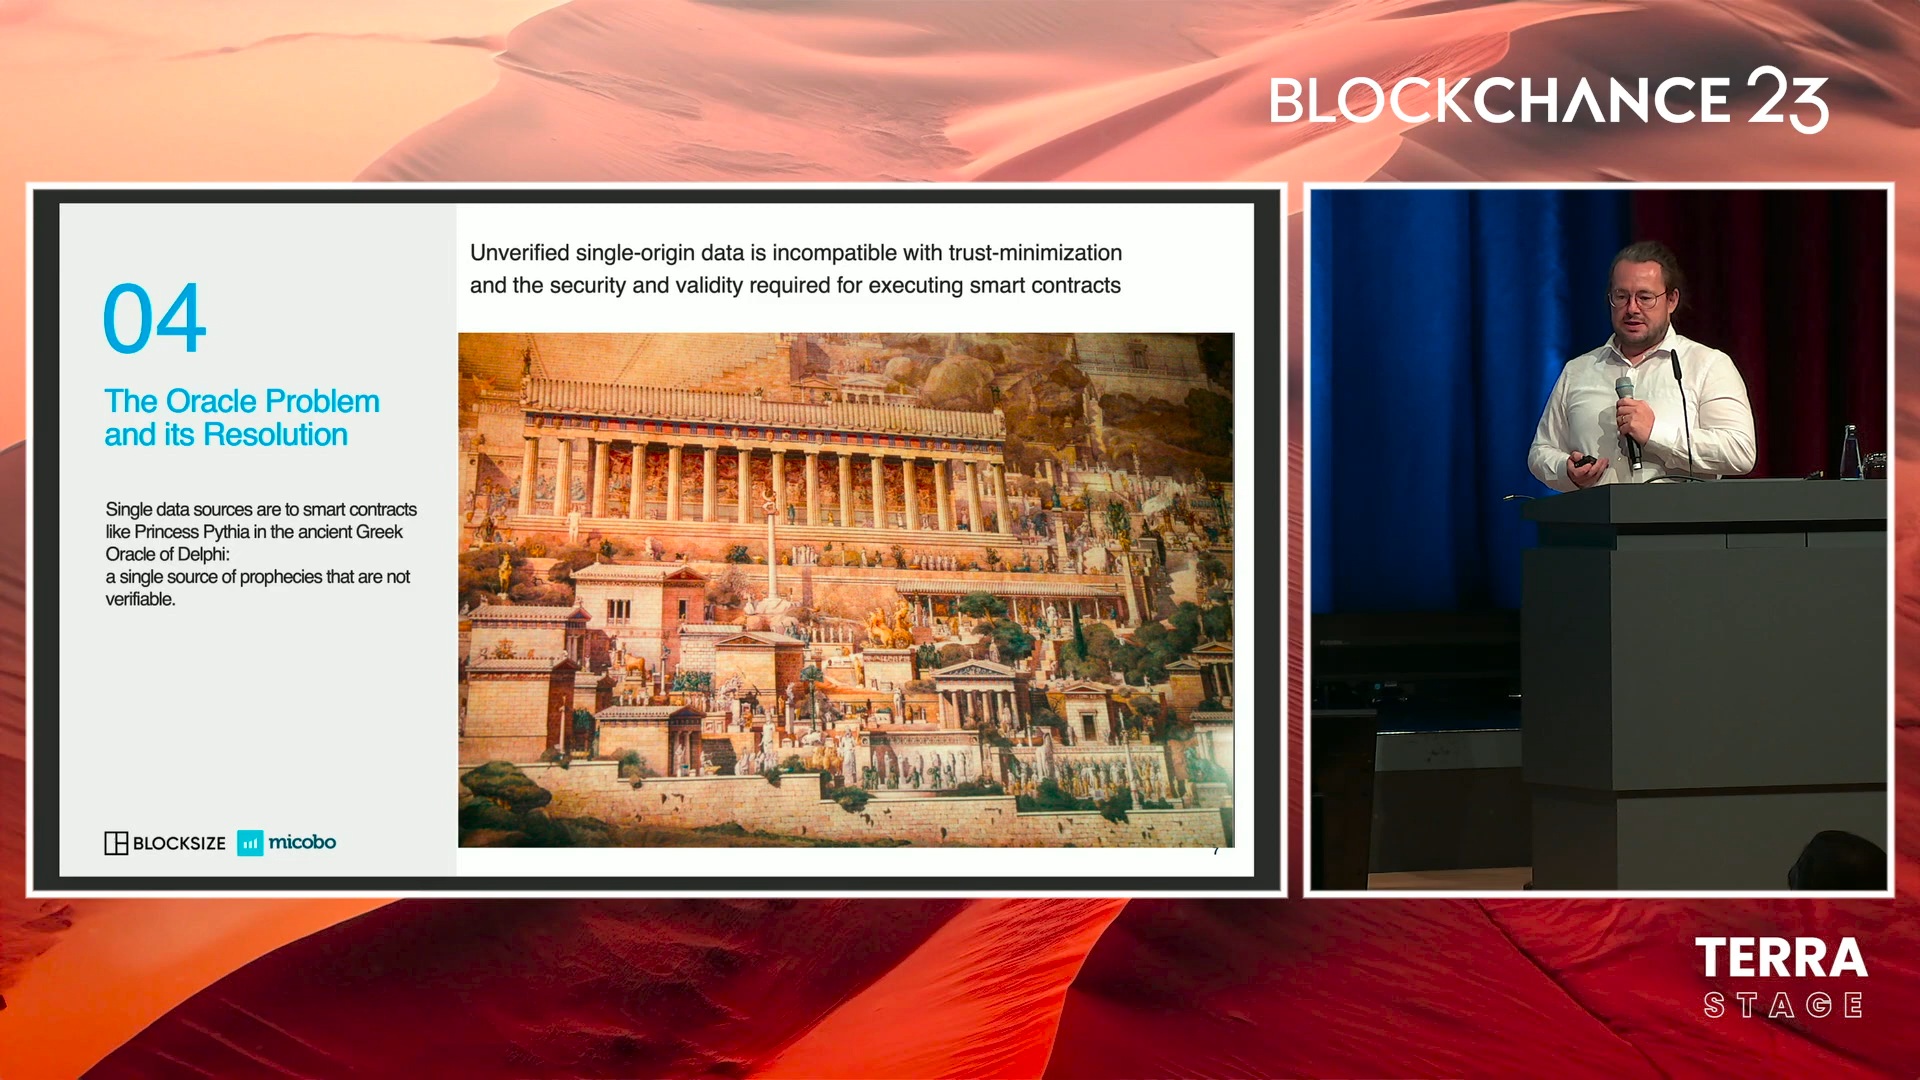 BLOCKCHANCE 23
04
The Oracle Problem
and its Resolution
Single data sources are to smart contracts
like Princess Pythia in the ancient Greek
Oracle of Delphi:
a single source of prophecies that are not
verifiable.
BLOCKSIZE micobo
Unverified single-origin data is incompatible with trust-minimization
and the security and validity required for executing smart contracts
7
TERRA
STAGE